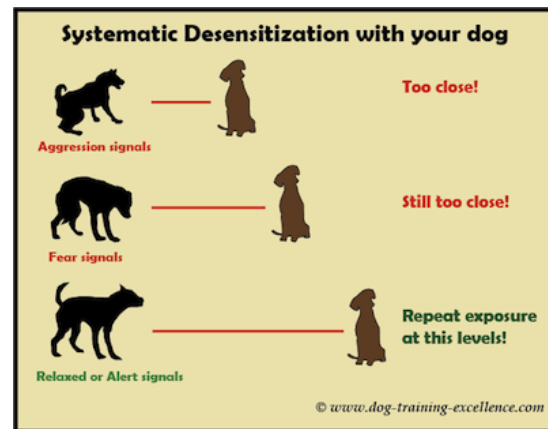 Systematic Desensitization with your dog
Too close!
Aggression signals
Still too close!
Fear signals
Repeat exposure
at this levels!
Relaxed or Alert signals
© www.dog-training-excellence.com